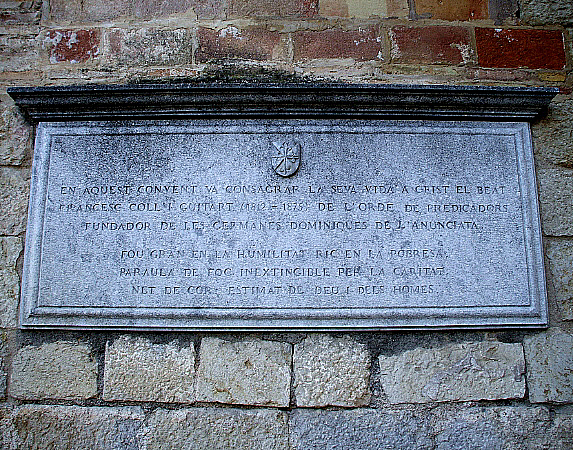 EN AQUEST CONVENT VA CONSAGRAR LA SEVA VIDA A CRIST EL BEAT
FRANCESC COLL I GUITART (1812-1875) DE L'ORDE DE PREDICADORS
FUNDADOR DE LES GERMANES DOMINIQUES DE L'ANUNCIATA.
FOU GRAN EN LA HUMILITAT, RIC EN LA POBRESA,
PARAULA DE FOC INEXTINGIBLE PER LA CARITAT.
NET DE COR, ESTIMAT DE DEU I DELS HOMES.